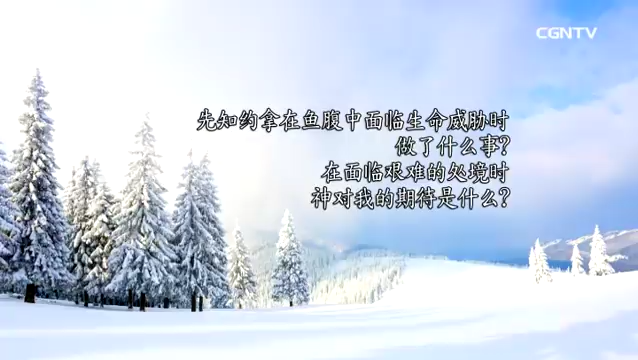 CGNTV
先知约拿在鱼腹中面临生命威胁时
做了什么事?
在面临艰难的处境时
神对我的期待是什么?